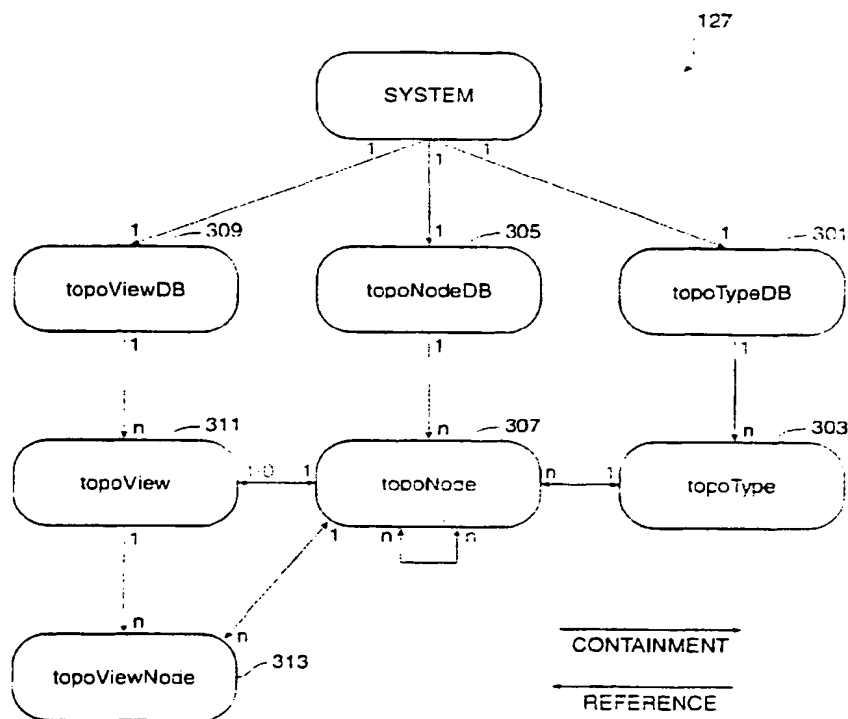 127
SYSTEM
1 1 1
1 309 1 305 1 301
topoViewDB topoNodeDB topoTypeDB
1 1 1
n 311 n 307 n 303
topoView 1-0 1 topoNode n 1 topoType
1 1 n n
n n
topoViewNode 313
CONTAINMENT
REFERENCE